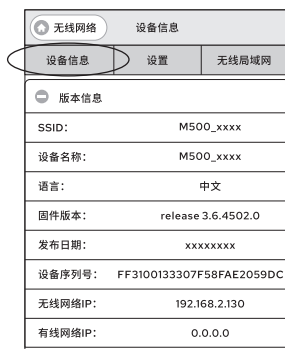 无线网络 设备信息
设备信息 设置 无线局域网
版本信息
SSID: M500_xxxx
设备名称: M500_xxxx
语言: 中文
固件版本: release 3.6.4502.0
发布日期: xxxxxxxx
设备序列号: FF3100133307F58FAE2059DC
无线网络IP: 192.168.2.130
有线网络IP: 0.0.0.0